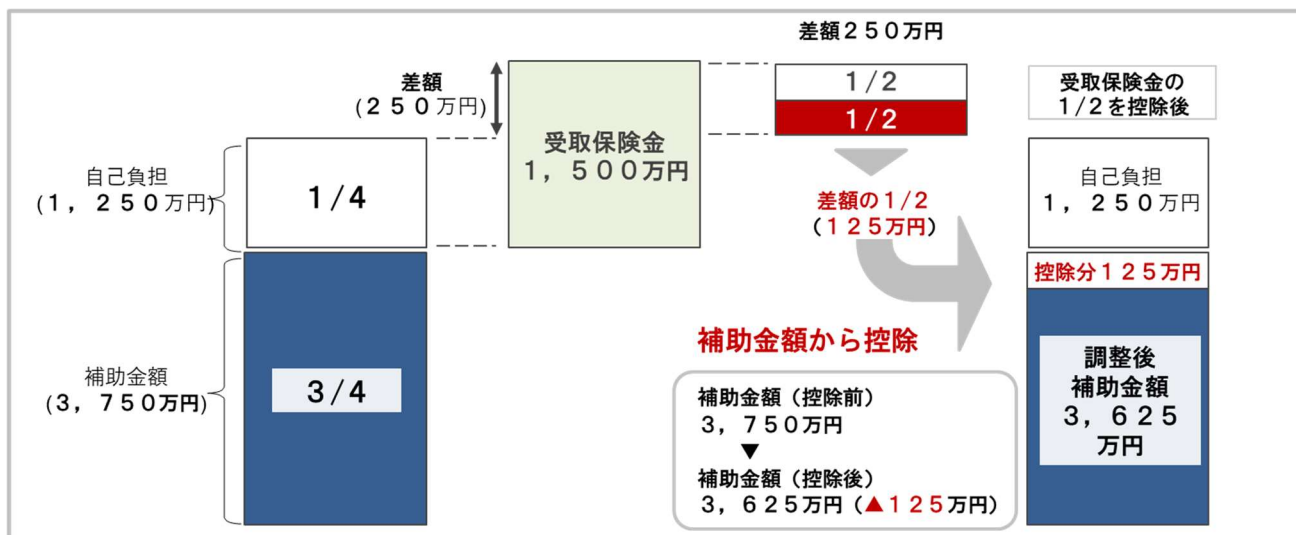 差額
(２５０万円)
自己負担
(１，２５０万円)
1/4
補助金額
(３，７５０万円)
3/4
受取保険金
１，５００万円
差額２５０万円
1/2
1/2
差額の１/２
（１２５万円）
補助金額から控除
補助金額（控除前）
３，７５０万円
▼
補助金額（控除後）
３，６２５万円（▲１２５万円）
受取保険金の
１/２を控除後
自己負担
１，２５０万円
控除分１２５万円
調整後
補助金額
３，６２５
万円